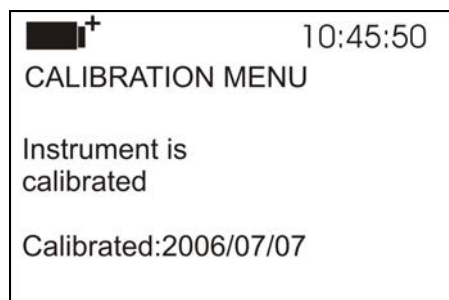 10:45:50
CALIBRATION MENU
Instrument is
calibrated
Calibrated:2006/07/07